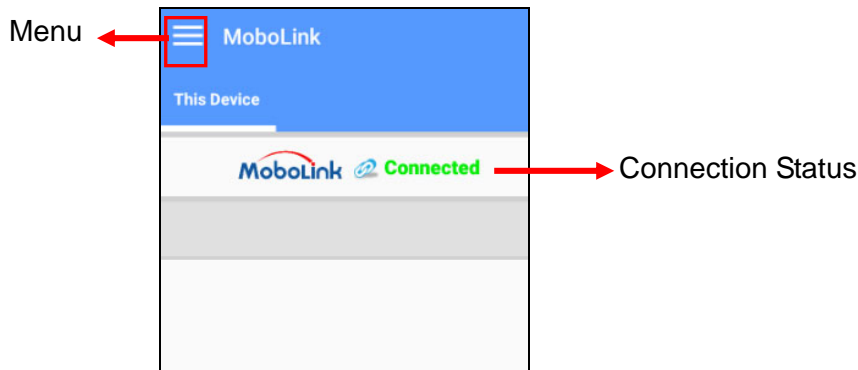 Menu
MoboLink
This Device
MoboLink Connected
Connection Status